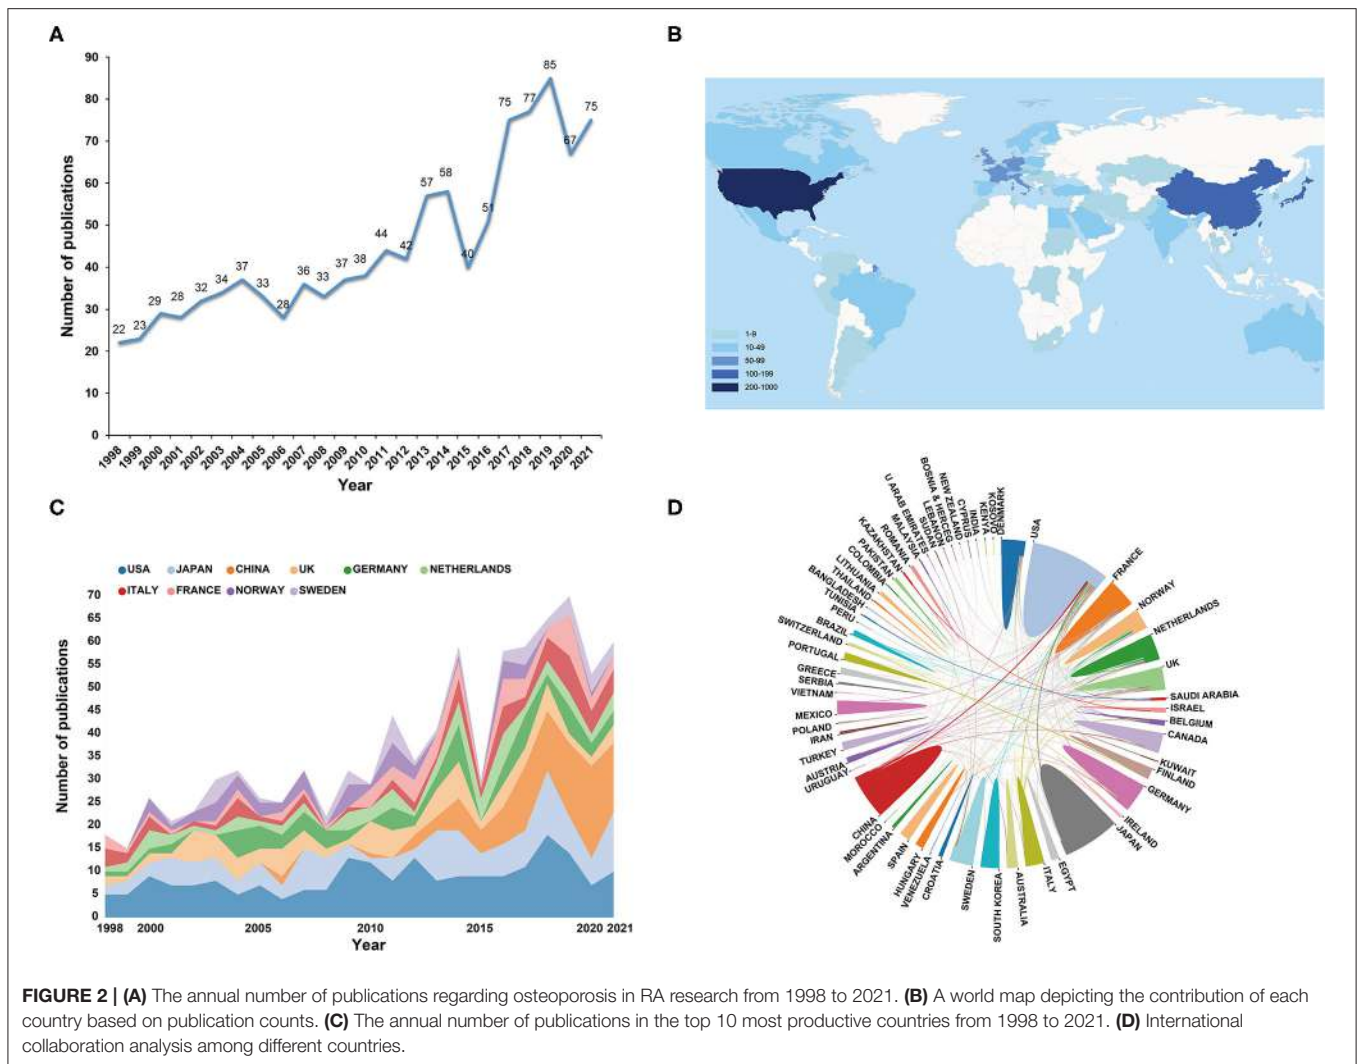 A
Number of publications
90
80
70
60
50
40
30
20
10
0
22
23
29
28
32
34
37
33
28
36
33
37
38
44
42
57
58
40
51
75
77
85
67
75
1998
1999
2000
2001
2002
2003
2004
2005
2006
2007
2008
2009
2010
2011
2012
2013
2014
2015
2016
2017
2018
2019
2020
2021
Year
B
1-9
10-49
50-99
100-199
200-1000
C
USA JAPAN CHINA UK GERMANY NETHERLANDS
ITALY FRANCE NORWAY SWEDEN
Number of publications
70
65
60
55
50
45
40
35
30
25
20
15
10
5
0
1998 2000 2005 2010 2015 2020 2021
Year
D
DENMARK
USA
FRANCE
NORWAY
NETHERLANDS
UK
SAUDI ARABIA
ISRAEL
BELGIUM
CANADA
KUWAIT
FINLAND
GERMANY
IRELAND
JAPAN
EGYPT
ITALY
AUSTRALIA
SOUTH KOREA
SWEDEN
CROATIA
VENEZUELA
HUNGARY
SPAIN
ARGENTINA
MOROCCO
CHINA
URUGUAY
AUSTRIA
TURKEY
IRAN
POLAND
MEXICO
VIETNAM
SERBIA
GREECE
PORTUGAL
SWITZERLAND
BRAZIL
PERU
TUNISIA
BANGLADESH
THAILAND
LITHUANIA
COLOMBIA
PAKISTAN
KAZAKHSTAN
ROMANIA
MALAYSIA
U ARAB EMIRATES
SUDAN
LEBANON
BOSNIA & HERCEG
NEW ZEALAND
CYPRUS
INDIA
KENYA
KOSOVO
FIGURE 2 | (A) The annual number of publications regarding osteoporosis in RA research from 1998 to 2021. (B) A world map depicting the contribution of each
country based on publication counts. (C) The annual number of publications in the top 10 most productive countries from 1998 to 2021. (D) International
collaboration analysis among different countries.